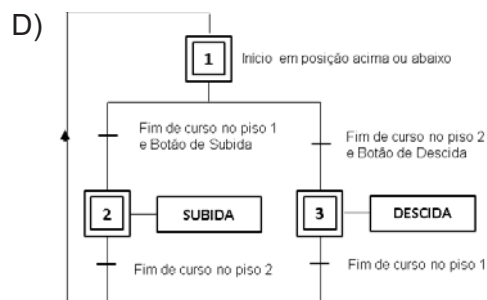 D)
1
Início em posição acima ou abaixo
Fim de curso no piso 1
e Botão de Subida
Fim de curso no piso 2
e Botão de Descida
2
SUBIDA
3
DESCIDA
Fim de curso no piso 2
Fim de curso no piso 1